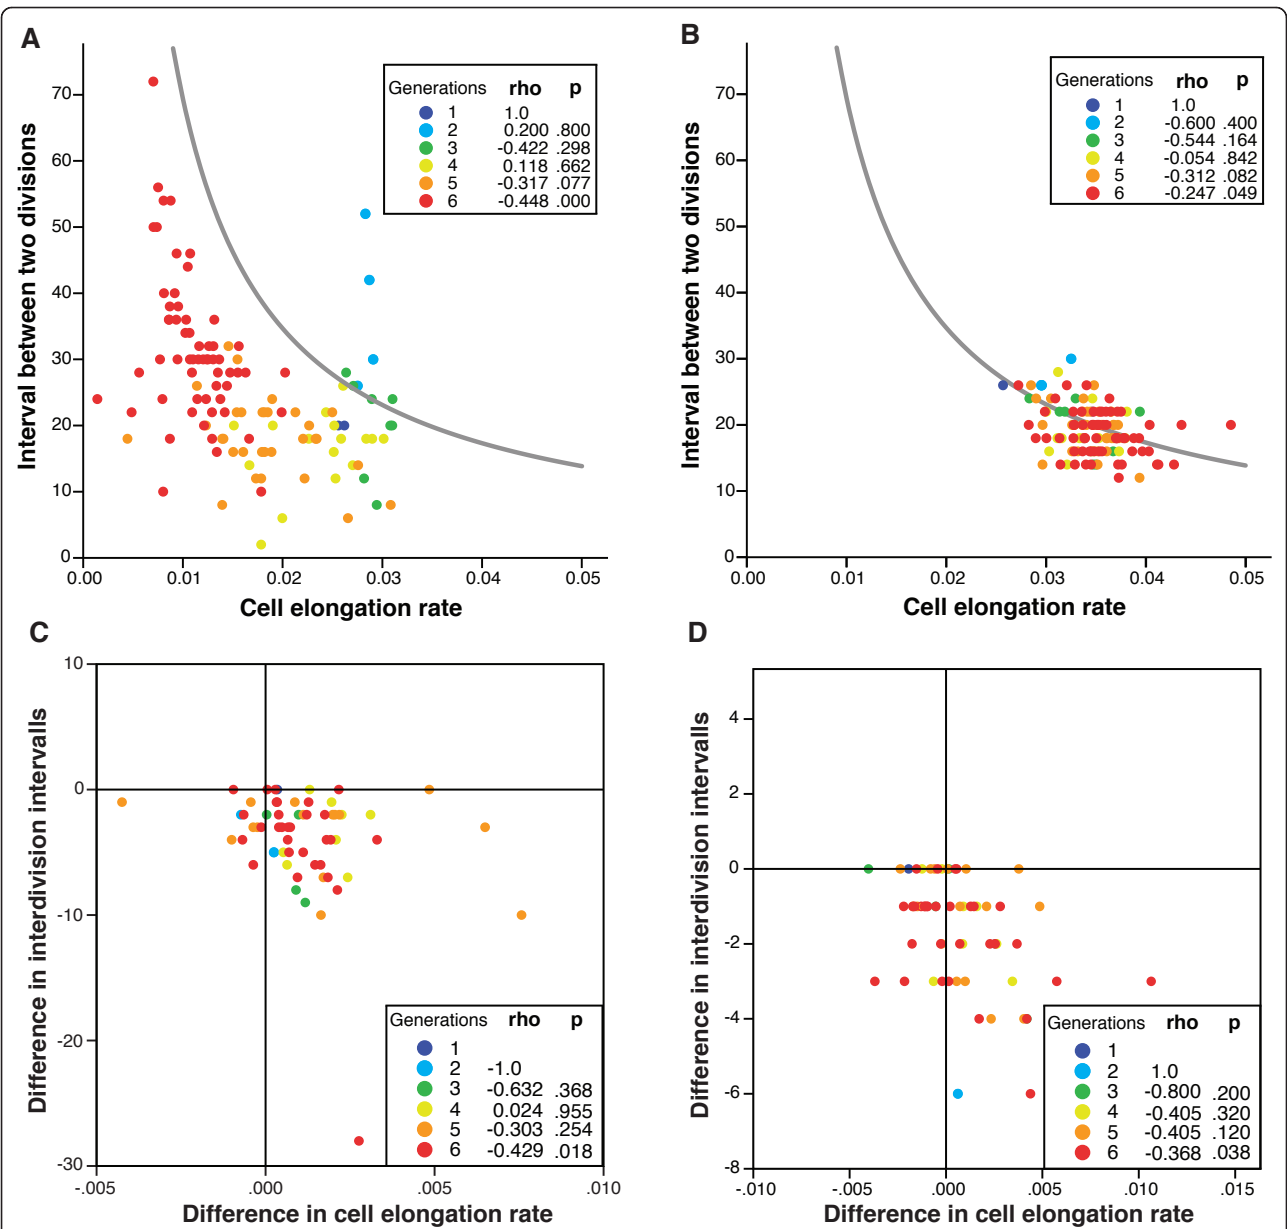 A
Interval between two divisions
70
60
50
40
30
20
10
0
0.00 0.01 0.02 0.03 0.04 0.05
Cell elongation rate
Generations rho p
1 1.0
2 0.200 .800
3 -0.422 .298
4 0.118 .662
5 -0.317 .077
6 -0.448 .000
B
Interval between two divisions
70
60
50
40
30
20
10
0
0.00 0.01 0.02 0.03 0.04 0.05
Cell elongation rate
Generations rho p
1 1.0
2 -0.600 .400
3 -0.544 .164
4 -0.054 .842
5 -0.312 .082
6 -0.247 .049
C
Difference in interdivision intervalls
10
0
-10
-20
-30
-.005 .000 .005 .010
Difference in cell elongation rate
Generations rho p
1
2 -1.0
3 -0.632 .368
4 0.024 .955
5 -0.303 .254
6 -0.429 .018
D
Difference in interdivision intervalls
4
2
0
-2
-4
-6
-8
-.010 -.005 .000 .005 .010 .015
Difference in cell elongation rate
Generations rho p
1
2 1.0
3 -0.800 .200
4 -0.405 .320
5 -0.405 .120
6 -0.368 .038